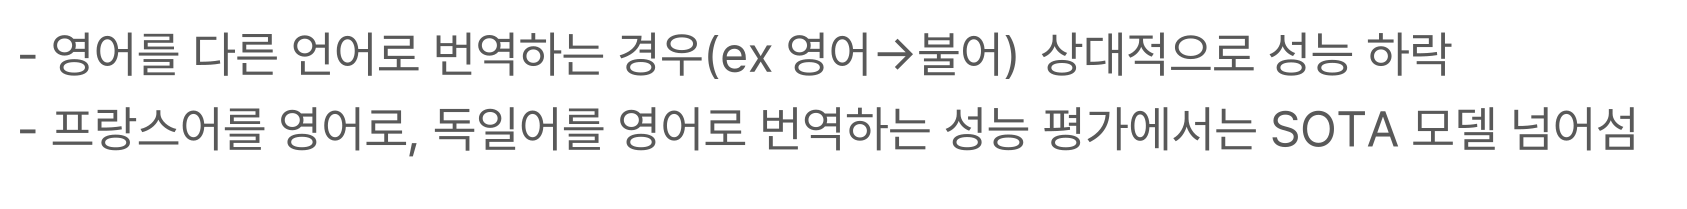 - 영어를 다른 언어로 번역하는 경우(ex 영어→불어) 상대적으로 성능 하락
- 프랑스어를 영어로, 독일어를 영어로 번역하는 성능 평가에서는 SOTA 모델 넘어섬